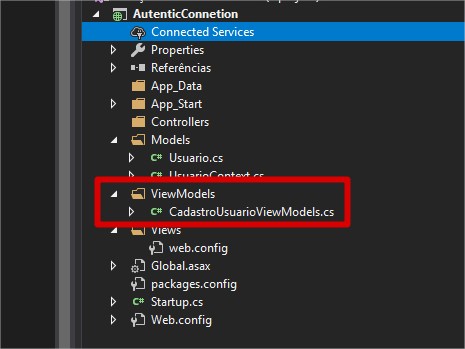 AutenticConnetion
Connected Services
Properties
Referências
App_Data
App_Start
Controllers
Models
C# Usuario.cs
C# UsuarioContext.cs
ViewModels
C# CadastroUsuarioViewModels.cs
Views
web.config
Global.asax
packages.config
C# Startup.cs
Web.config